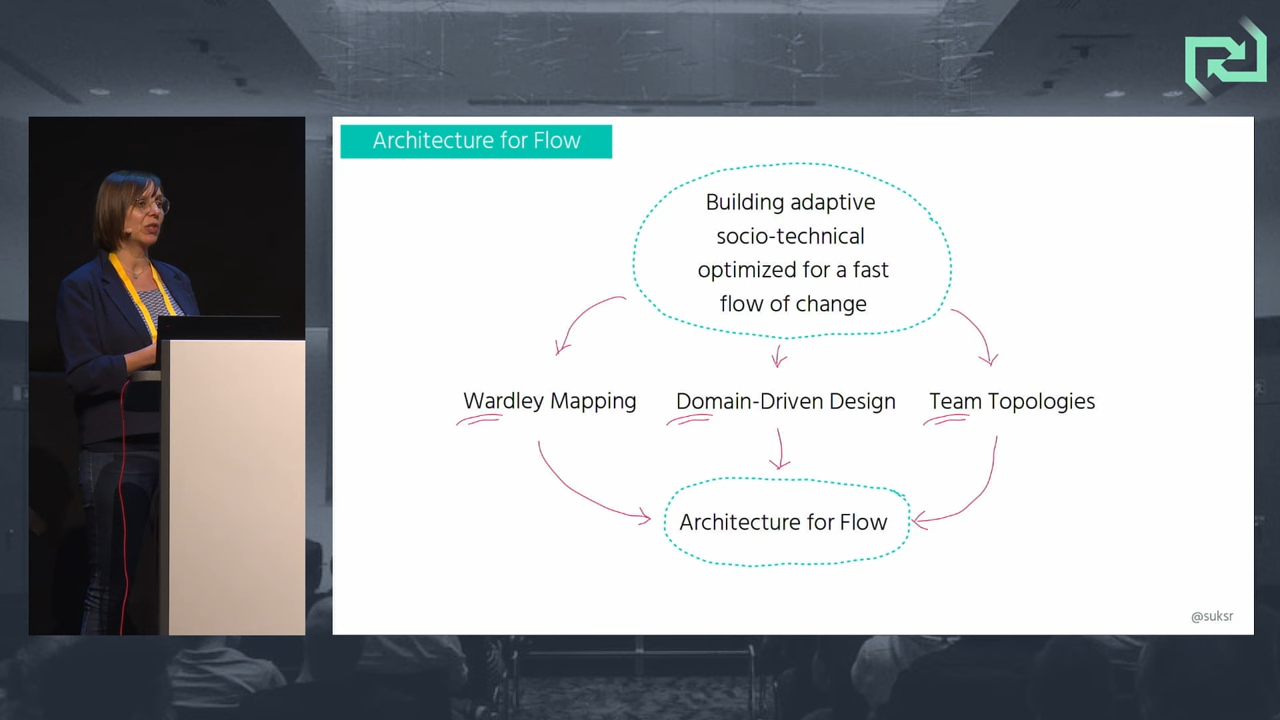 Architecture for Flow
Building adaptive
socio-technical
optimized for a fast
flow of change
Wardley Mapping
Domain-Driven Design
Team Topologies
Architecture for Flow
@suksr